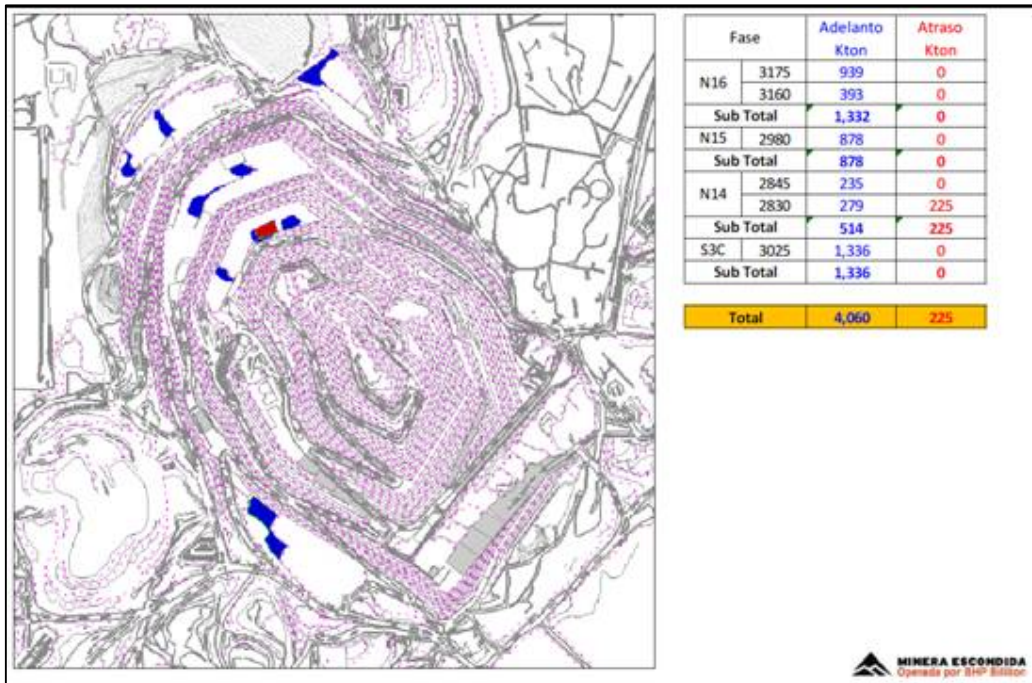 Fase Adelanto Kton Atraso Kton
N16 3175 939 0
3160 393 0
Sub Total 1,332 0
N15 2980 878 0
Sub Total 878 0
N14 2845 235 0
2830 279 225
Sub Total 514 225
S3C 3025 1,336 0
Sub Total 1,336 0
Total 4,060 225
MINERA ESCONDIDA
Operada por BHP Billiton